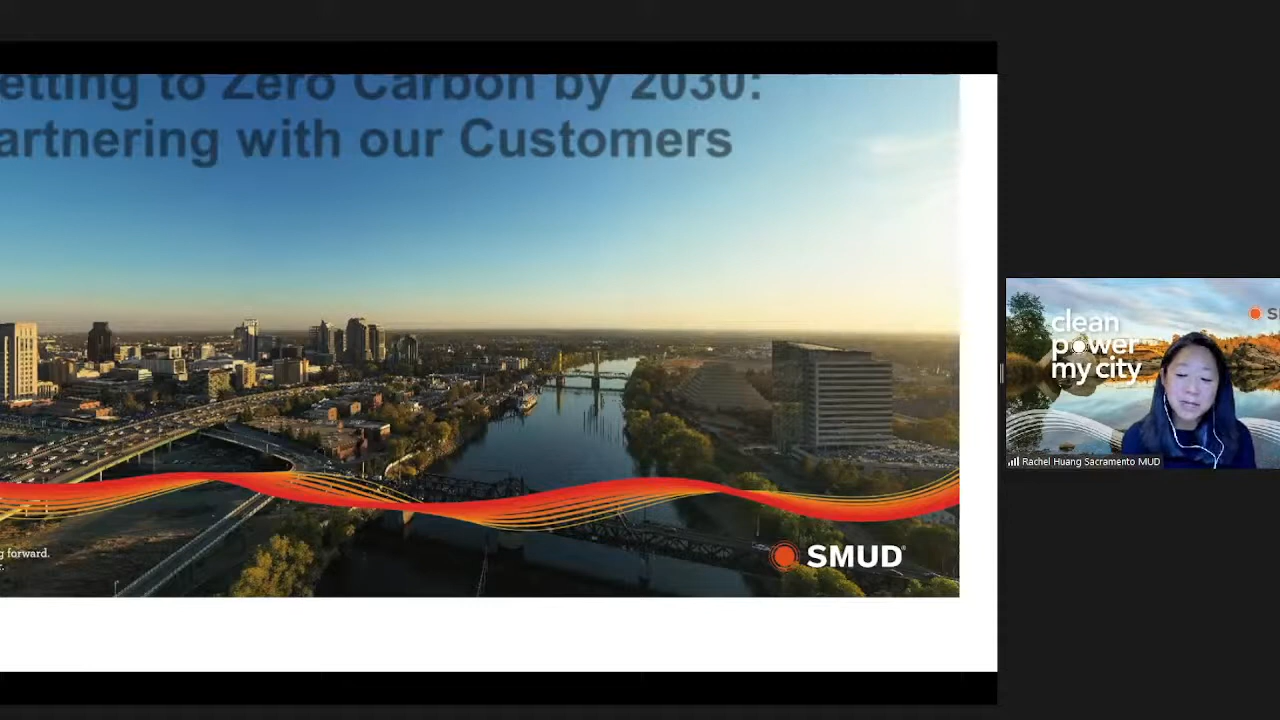 etting to Zero Carbon by 2030:
artnering with our Customers
g forward.
SMUD
clean
power
my city
Rachel Huang Sacramento MUD